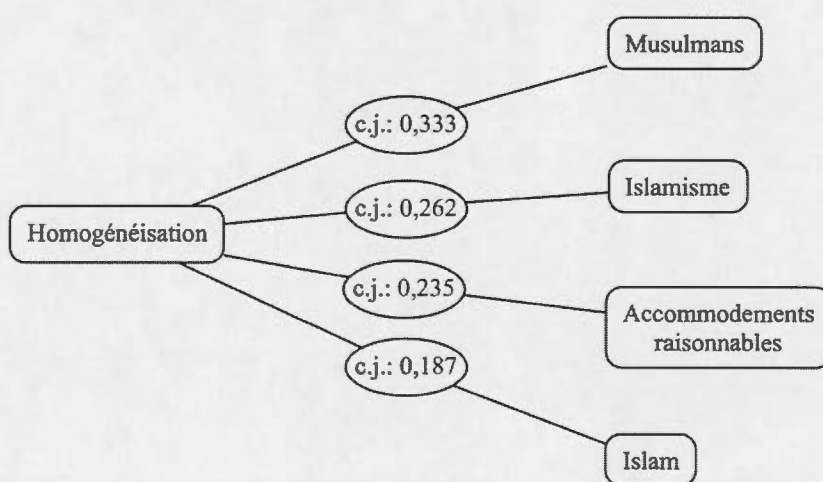 Musulmans
c.j.: 0,333
Islamisme
c.j.: 0,262
Homogénéisation
c.j.: 0,235
Accommodements
raisonnables
c.j.: 0,187
Islam